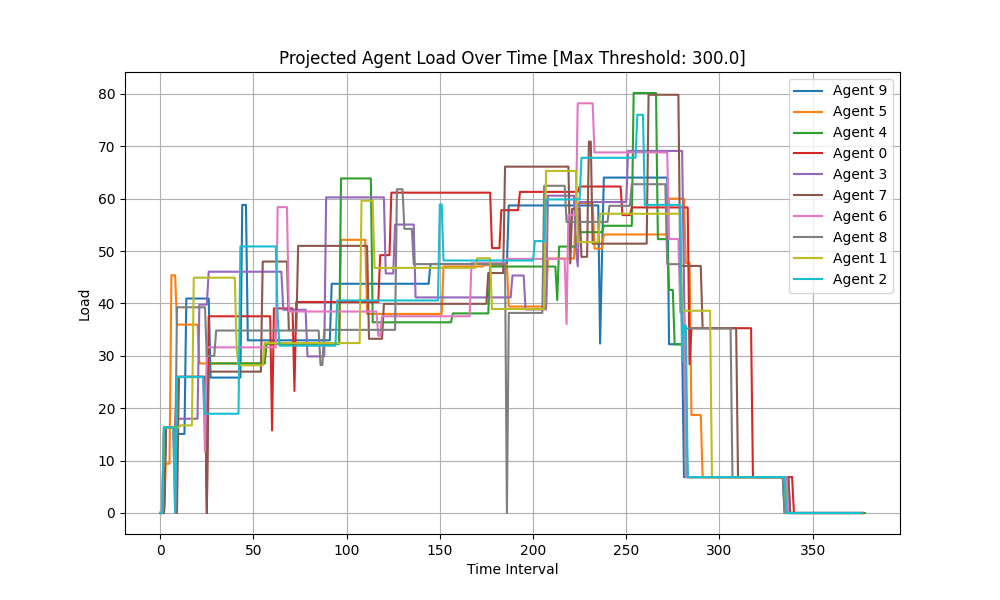 Projected Agent Load Over Time [Max Threshold: 300.0]
Load
80
70
60
50
40
30
20
10
0
0 50 100 150 200 250 300 350
Time Interval
Agent 9
Agent 5
Agent 4
Agent 0
Agent 3
Agent 7
Agent 6
Agent 8
Agent 1
Agent 2